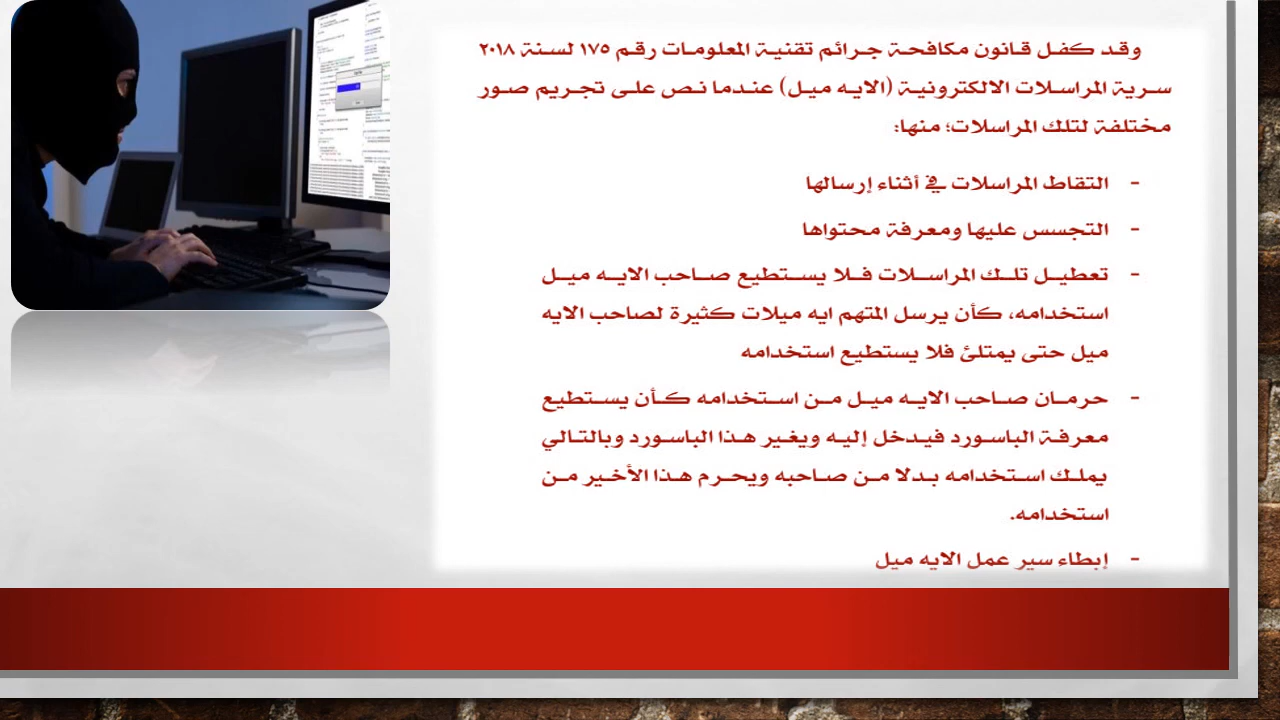 وقد كفل قانون مكافحة جرائم تقنية المعلومات رقم ١٧٥ لسنة ٢٠١٨
سرية المراسلات الالكترونية (الايه ميل) عندما نص على تجريم صور
مختلفة لتلك المراسلات؛ منها:
- التقاط المراسلات في أثناء إرسالها
- التجسس عليها ومعرفة محتواها
- تعطيل تلك المراسلات فلا يستطيع صاحب الايه ميل
استخدامه، كأن يرسل المتهم ايه ميلات كثيرة لصاحب الايه
ميل حتى يمتلئ فلا يستطيع استخدامه
- حرمان صاحب الايه ميل من استخدامه كأن يستطيع
معرفة الباسورد فيدخل إليه ويغير هذا الباسورد وبالتالي
يملك استخدامه بدلا من صاحبه ويحرم هذا الأخير من
استخدامه.
- إبطاء سير عمل الايه ميل